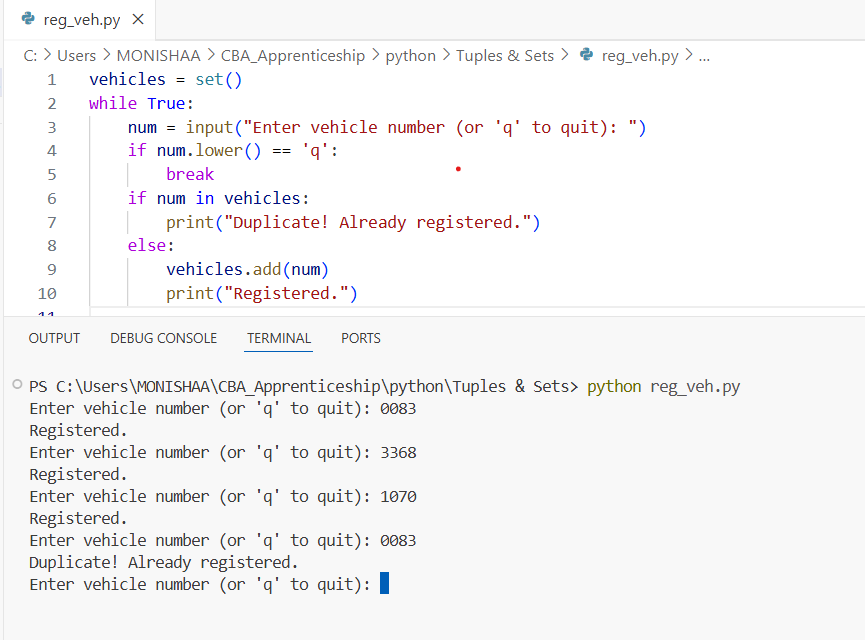 reg_veh.py ×
C: > Users > MONISHAA > CBA_Apprenticeship > python > Tuples & Sets > reg_veh.py > ...
1 vehicles = set()
2 while True:
3     num = input("Enter vehicle number (or 'q' to quit): ")
4     if num.lower() == 'q':
5         break
6     if num in vehicles:
7         print("Duplicate! Already registered.")
8     else:
9         vehicles.add(num)
10         print("Registered.")
11
OUTPUT DEBUG CONSOLE TERMINAL PORTS
PS C:\Users\MONISHAA\CBA_Apprenticeship\python\Tuples & Sets> python reg_veh.py
Enter vehicle number (or 'q' to quit): 0083
Registered.
Enter vehicle number (or 'q' to quit): 3368
Registered.
Enter vehicle number (or 'q' to quit): 1070
Registered.
Enter vehicle number (or 'q' to quit): 0083
Duplicate! Already registered.
Enter vehicle number (or 'q' to quit):